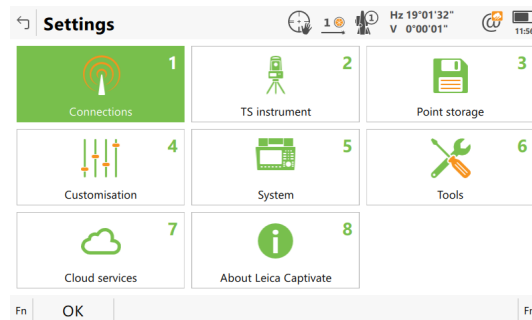 Settings
1
1
Hz 19°01'32"
V 0°00'01"
@
1
2
3
Connections
TS instrument
Point storage
4
5
6
Customisation
System
Tools
7
8
Cloud services
About Leica Captivate
Fn
OK